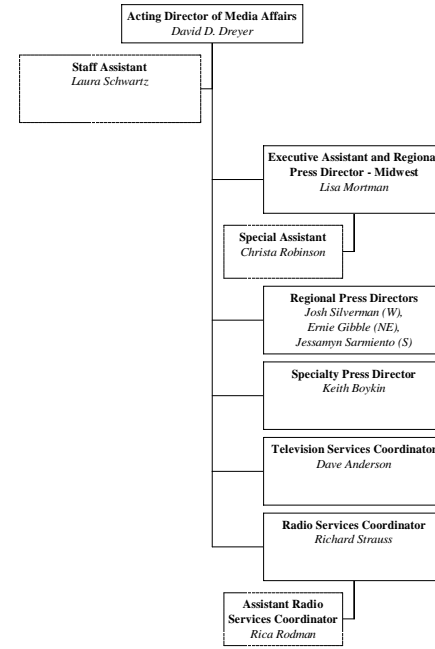 Acting Director of Media Affairs
David D. Dreyer
Staff Assistant
Laura Schwartz
Executive Assistant and Regiona
Press Director - Midwest
Lisa Mortman
Special Assistant
Christa Robinson
Regional Press Directors
Josh Silverman (W),
Ernie Gibble (NE),
Jessamyn Sarmiento (S)
Specialty Press Director
Keith Boykin
Television Services Coordinator
Dave Anderson
Radio Services Coordinator
Richard Strauss
Assistant Radio
Services Coordinator
Rica Rodman